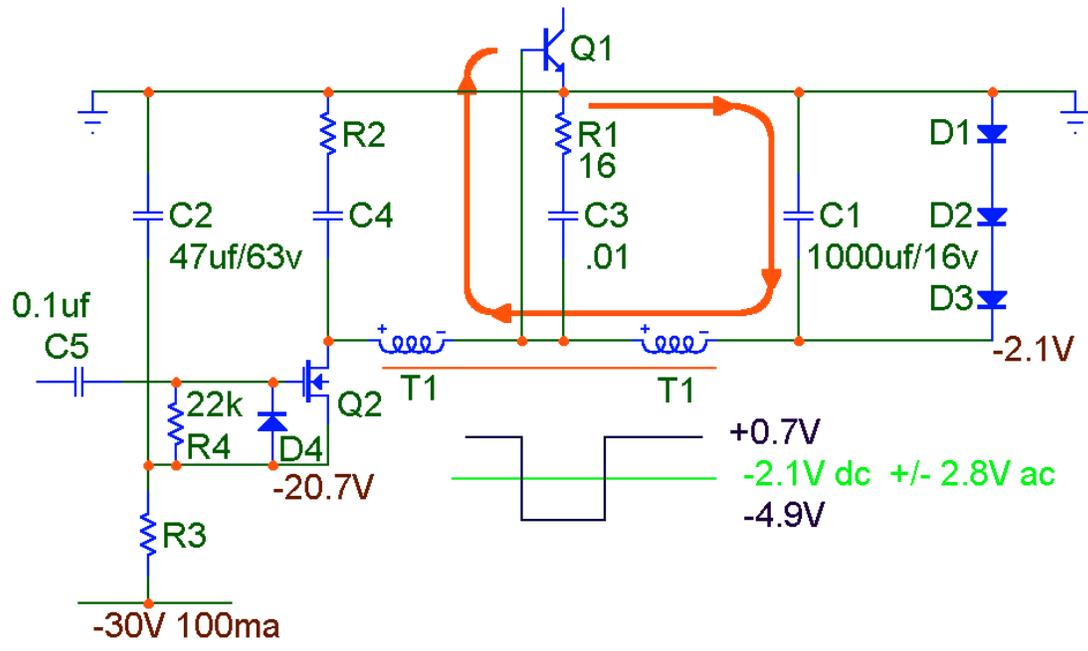 Q1
R2
R1
16
D1
C2
47uf/63v
C4
C3
.01
C1
1000uf/16v
D2
D3
0.1uf
C5
+
-
+
-
-2.1V
T1
T1
22k
R4
D4
Q2
-20.7V
+0.7V
-2.1V dc +/- 2.8V ac
-4.9V
R3
-30V 100ma